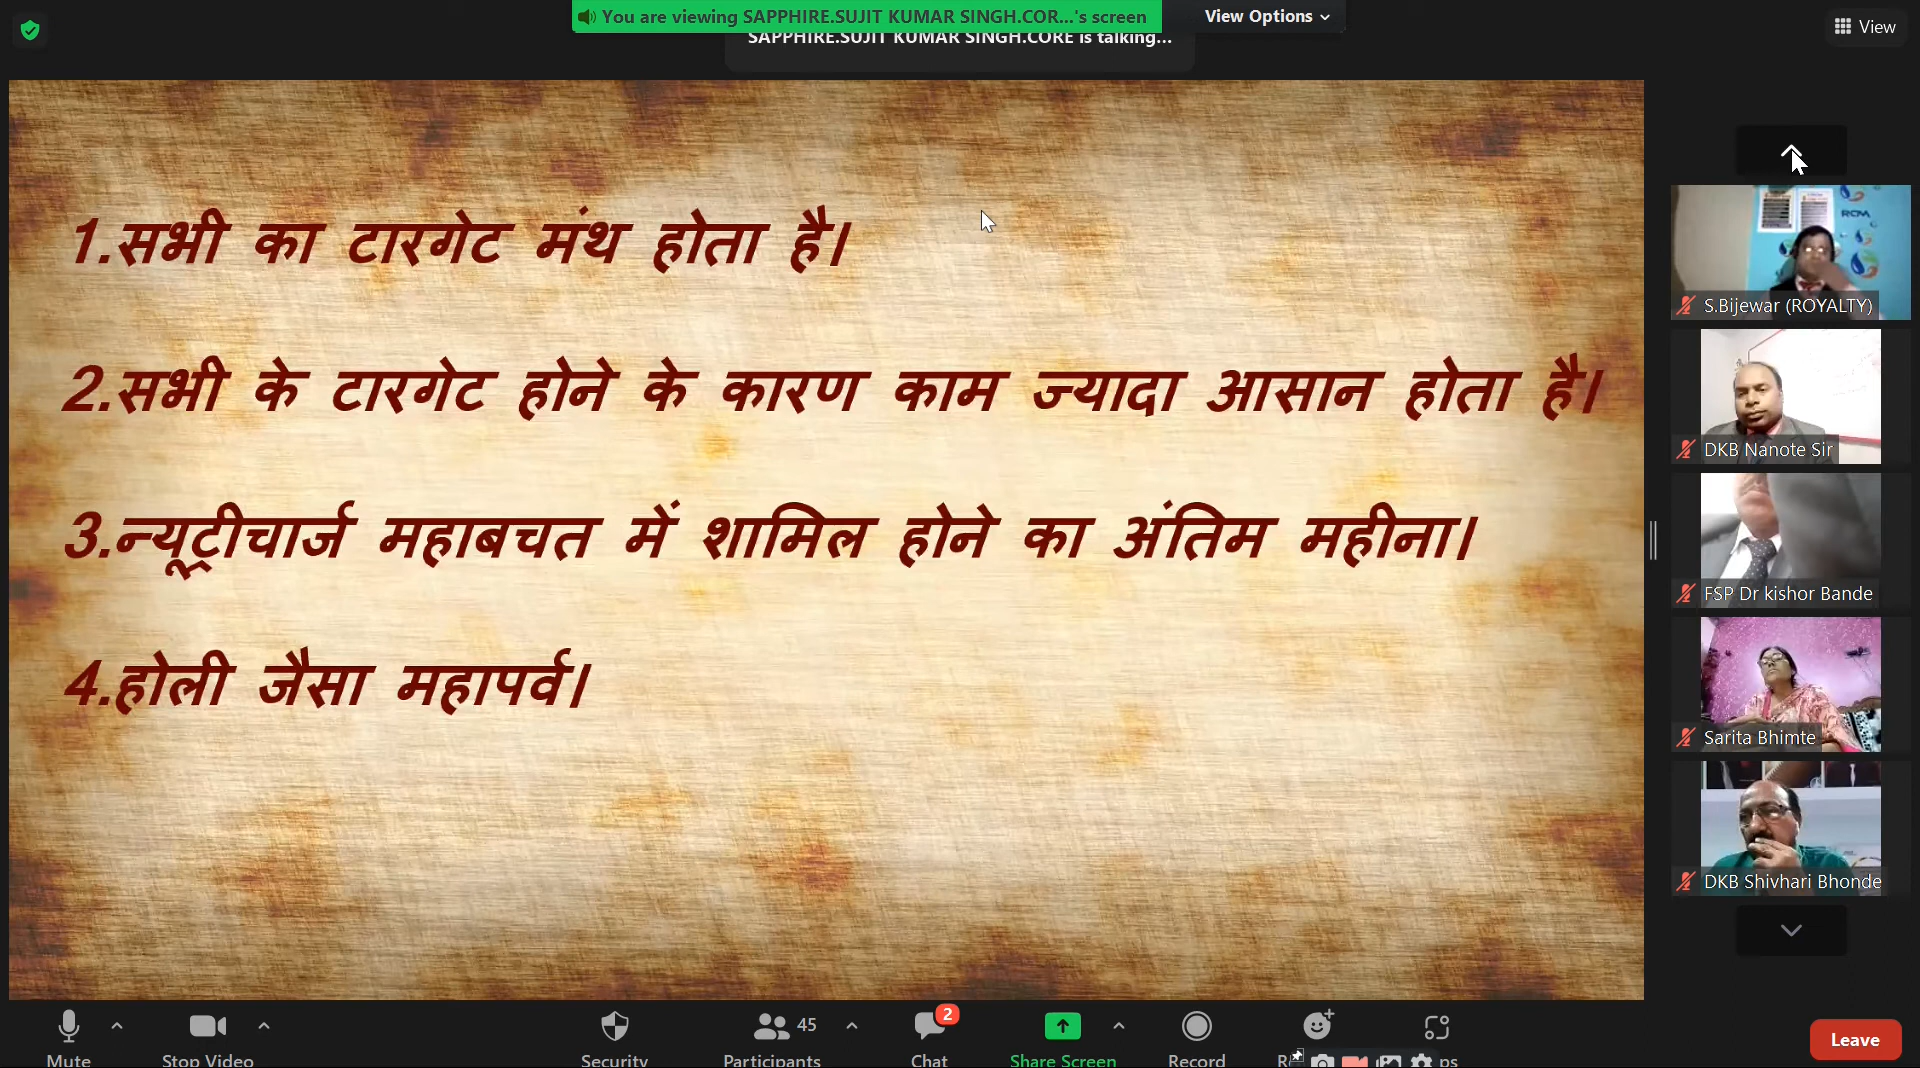 You are viewing SAPPHIRE.SUJIT KUMAR SINGH.COR...'s screen
View Options
View
SAPPHIRE.SUJIT KUMAR SINGH.CORE is talking...
1.सभी का टारगेट मंथ होता है।
2.सभी के टारगेट होने के कारण काम ज्यादा आसान होता है।
3.न्यूट्रीचार्ज महाबचत में शामिल होने का अंतिम महीना।
4.होली जैसा महापर्व।
RCM
S.Bijewar (ROYALTY)
DKB Nanote Sir
FSP Dr kishor Bande
Sarita Bhimte
DKB Shivhari Bhonde
45
2
Mute
Stop Video
Security
Participants
Chat
Share Screen
Record
Leave